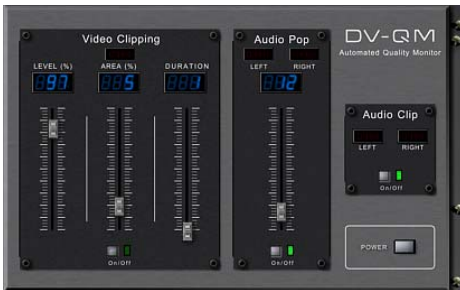 Video Clipping
LEVEL (%) AREA (%) DURATION
97 5 1
On/Off
Audio Pop
LEFT RIGHT
12
On/Off
DV-QM
Automated Quality Monitor
Audio Clip
LEFT RIGHT
On/Off
POWER